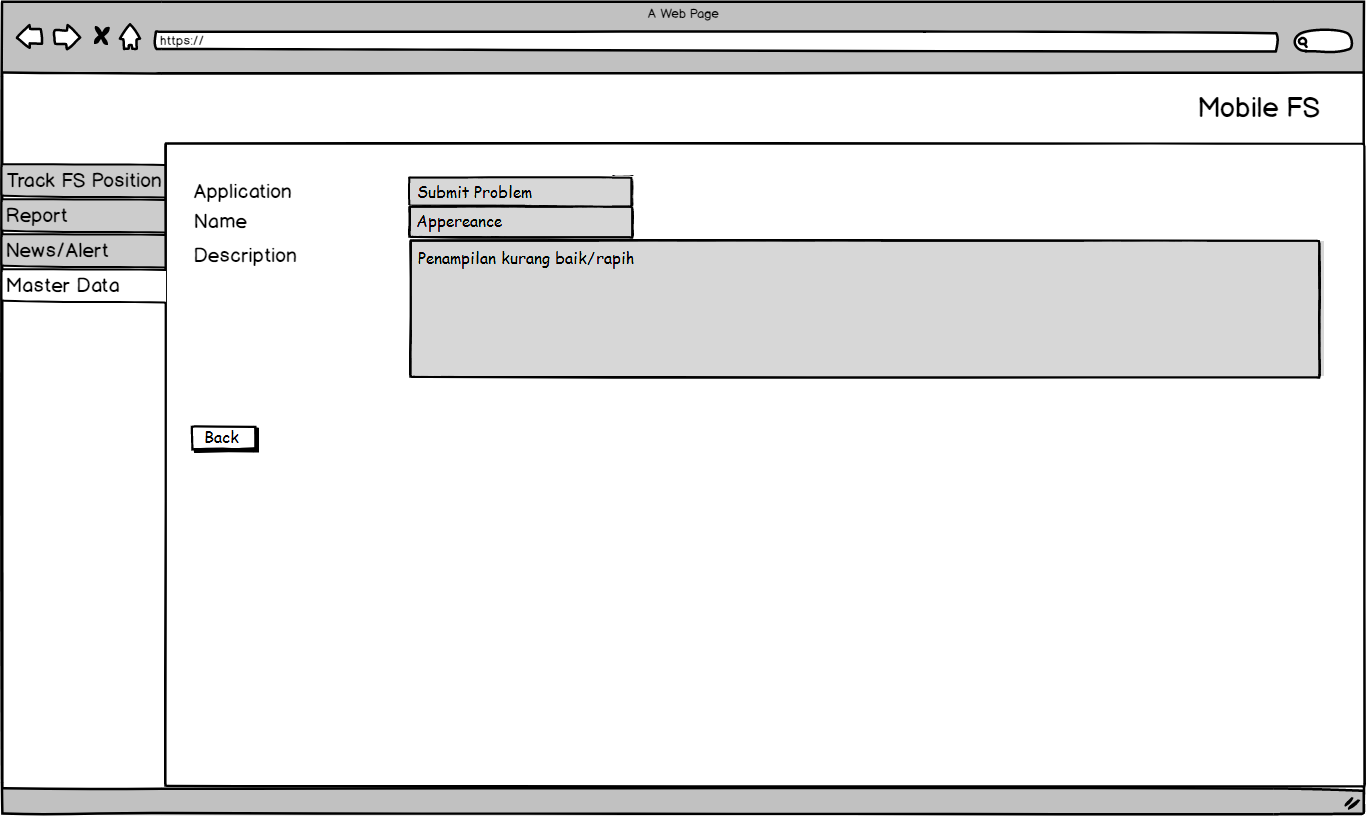 A Web Page
https://
Mobile FS
Track FS Position
Report
News/Alert
Master Data
Application
Submit Problem
Name
Appereance
Description
Penampilan kurang baik/rapih
Back